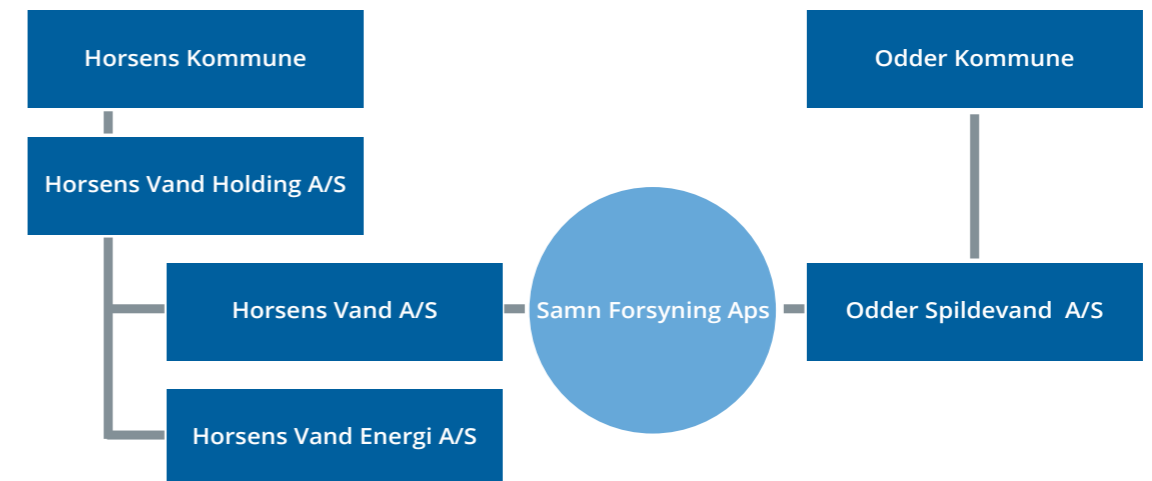 Horsens Kommune
Odder Kommune
Horsens Vand Holding A/S
Horsens Vand A/S
Samn Forsyning Aps
Odder Spildevand  A/S
Horsens Vand Energi A/S